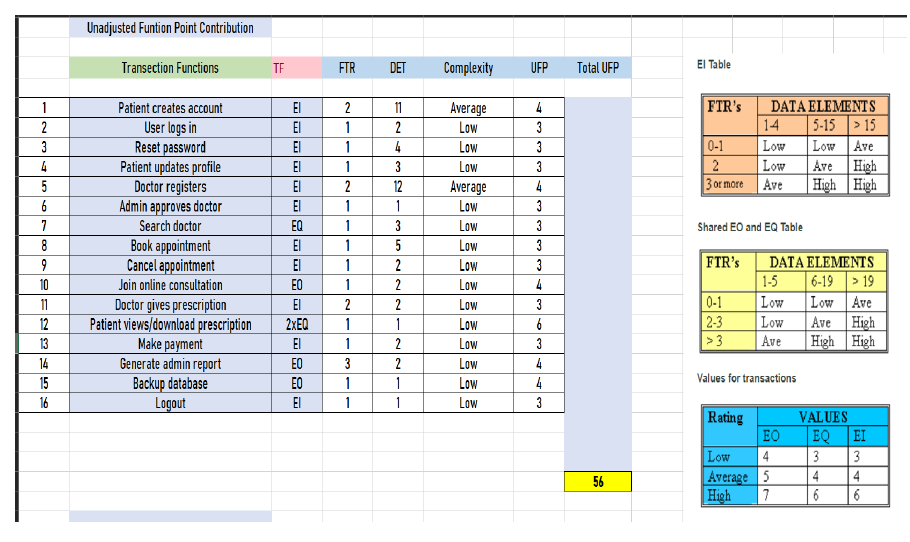 Unadjusted Funtion Point Contribution
Transection Functions TF FTR DET Complexity UFP Total UFP
1 Patient creates account EI 2 11 Average 4
2 User logs in EI 1 2 Low 3
3 Reset password EI 1 4 Low 3
4 Patient updates profile EI 1 3 Low 3
5 Doctor registers EI 2 12 Average 4
6 Admin approves doctor EI 1 1 Low 3
7 Search doctor EQ 1 3 Low 3
8 Book appointment EI 1 5 Low 3
9 Cancel appointment EI 1 2 Low 3
10 Join online consultation EO 1 2 Low 4
11 Doctor gives prescription EI 2 2 Low 3
12 Patient views/download prescription 2xEQ 1 1 Low 6
13 Make payment EI 1 2 Low 3
14 Generate admin report EO 3 2 Low 4
15 Backup database EO 1 1 Low 4
16 Logout EI 1 1 Low 3
56
EI Table
FTR's DATA ELEMENTS
1-4 5-15 > 15
0-1 Low Low Ave
2 Low Ave High
3 or more Ave High High
Shared EO and EQ Table
FTR's DATA ELEMENTS
1-5 6-19 > 19
0-1 Low Low Ave
2-3 Low Ave High
> 3 Ave High High
Values for transactions
Rating VALUES
EO EQ EI
Low 4 3 3
Average 5 4 4
High 7 6 6